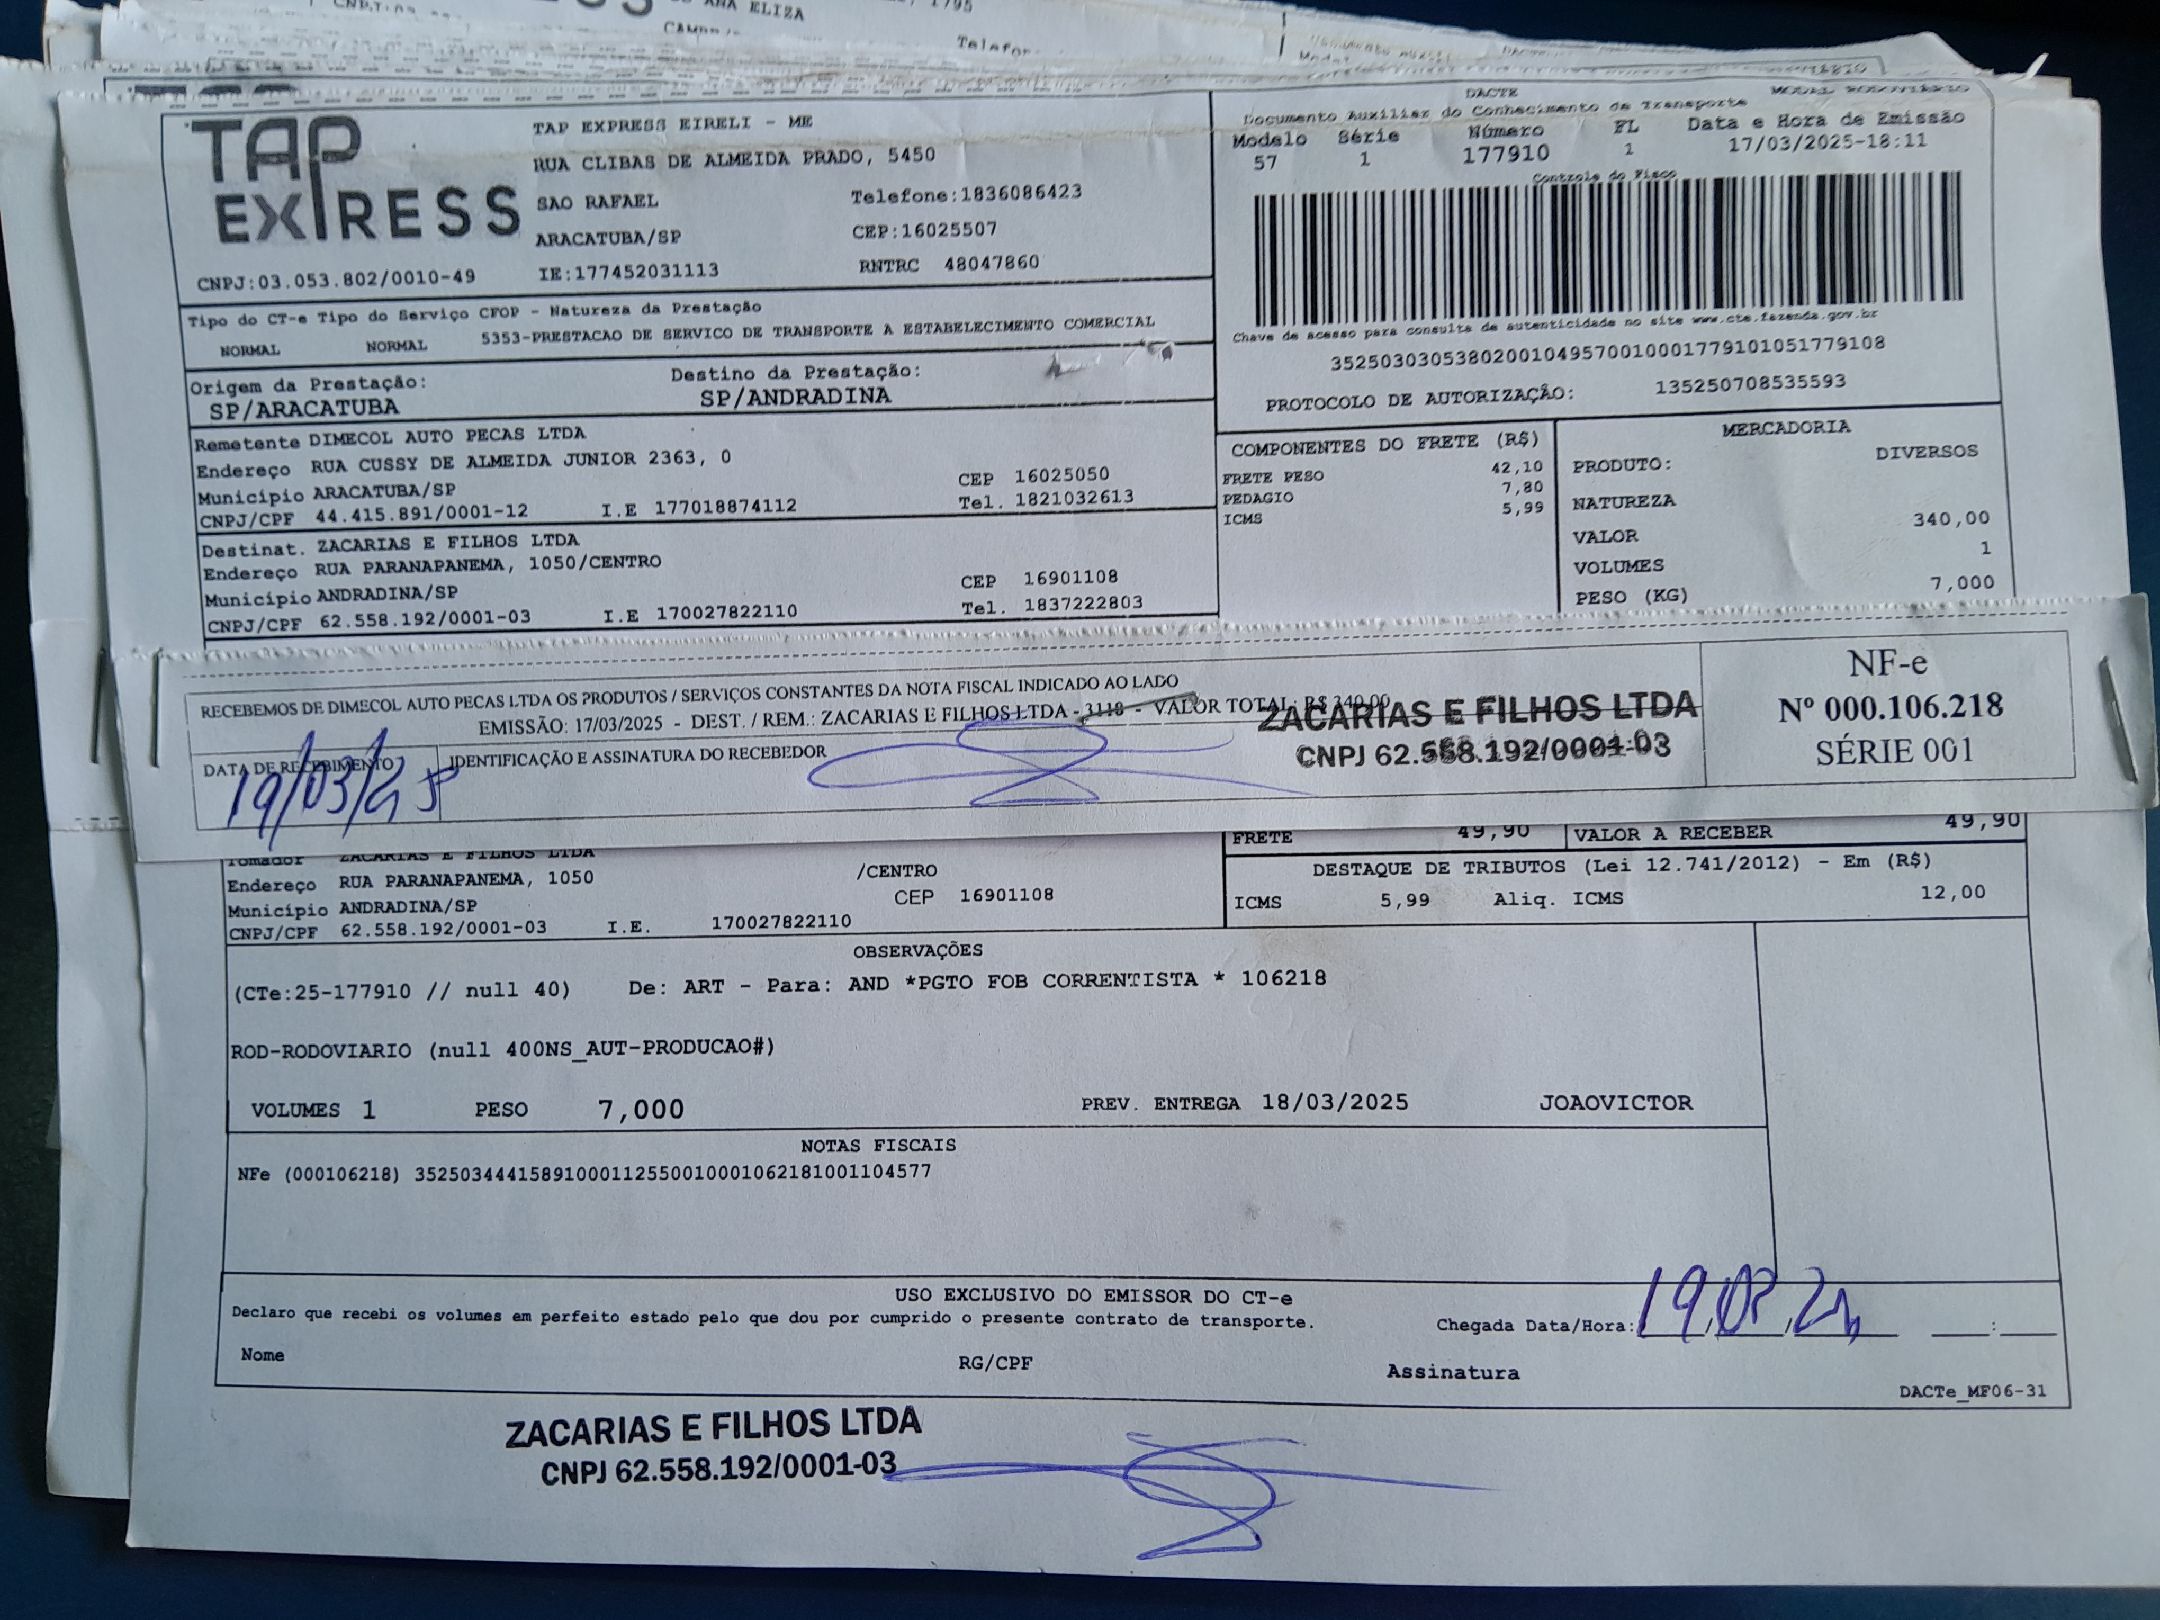 ANA ELIZA
1795
Telefon
TAP EXPRESS
TAP EXPRESS EIRELI - ME
RUA CLIBAS DE ALMEIDA PRADO, 5450
SAO RAFAEL Telefone:1836086423
ARACATUBA/SP CEP:16025507
CNPJ:03.053.802/0010-49 IE:177452031113 RNTRC 48047860
DACTE MODAL RODOVIÁRIO
Documento Auxiliar do Conhecimento de Transporte
Modelo Série Número FL Data e Hora de Emissão
57 1 177910 1 17/03/2025-18:11
Controle do Fisco
Chave de acesso para consulta de autenticidade no site www.cte.fazenda.gov.br
35250303053802001049570010001779101051779108
PROTOCOLO DE AUTORIZAÇÃO: 135250708535593
Tipo do CT-e Tipo do Serviço CFOP - Natureza da Prestação
NORMAL NORMAL 5353-PRESTACAO DE SERVICO DE TRANSPORTE A ESTABELECIMENTO COMERCIAL
Origem da Prestação: Destino da Prestação:
SP/ARACATUBA SP/ANDRADINA
Remetente DIMECOL AUTO PECAS LTDA
Endereço RUA CUSSY DE ALMEIDA JUNIOR 2363, 0
Município ARACATUBA/SP CEP 16025050
CNPJ/CPF 44.415.891/0001-12 I.E 177018874112 Tel. 1821032613
Destinat. ZACARIAS E FILHOS LTDA
Endereço RUA PARANAPANEMA, 1050/CENTRO
Município ANDRADINA/SP CEP 16901108
CNPJ/CPF 62.558.192/0001-03 I.E 170027822110 Tel. 1837222803
COMPONENTES DO FRETE (R$)
FRETE PESO 42,10
PEDAGIO 7,80
ICMS 5,99
MERCADORIA
PRODUTO: DIVERSOS
NATUREZA
VALOR 340,00
VOLUMES 1
PESO (KG) 7,000
RECEBEMOS DE DIMECOL AUTO PECAS LTDA OS PRODUTOS / SERVIÇOS CONSTANTES DA NOTA FISCAL INDICADO AO LADO
EMISSÃO: 17/03/2025 - DEST. / REM.: ZACARIAS E FILHOS LTDA - 3118 - VALOR TOTAL: R$ 340,00
ZACARIAS E FILHOS LTDA
CNPJ 62.558.192/0001-03
DATA DE RECEBIMENTO IDENTIFICAÇÃO E ASSINATURA DO RECEBEDOR
19/03/25
NF-e
Nº 000.106.218
SÉRIE 001
FRETE 49,90 VALOR A RECEBER 49,90
Tomador ZACARIAS E FILHOS LTDA
Endereço RUA PARANAPANEMA, 1050 /CENTRO
Município ANDRADINA/SP CEP 16901108
CNPJ/CPF 62.558.192/0001-03 I.E. 170027822110
DESTAQUE DE TRIBUTOS (Lei 12.741/2012) - Em (R$)
ICMS 5,99 Aliq. ICMS 12,00
OBSERVAÇÕES
(CTe:25-177910 // null 40) De: ART - Para: AND *PGTO FOB CORRENTISTA * 106218
ROD-RODOVIARIO (null 400NS_AUT-PRODUCAO#)
VOLUMES 1 PESO 7,000 PREV. ENTREGA 18/03/2025 JOAOVICTOR
NOTAS FISCAIS
NFe (000106218) 35250344415891000112550010001062181001104577
USO EXCLUSIVO DO EMISSOR DO CT-e
Declaro que recebi os volumes em perfeito estado pelo que dou por cumprido o presente contrato de transporte.
Chegada Data/Hora: 19,03, :
Nome RG/CPF Assinatura
DACTe_MF06-31
ZACARIAS E FILHOS LTDA
CNPJ 62.558.192/0001-03